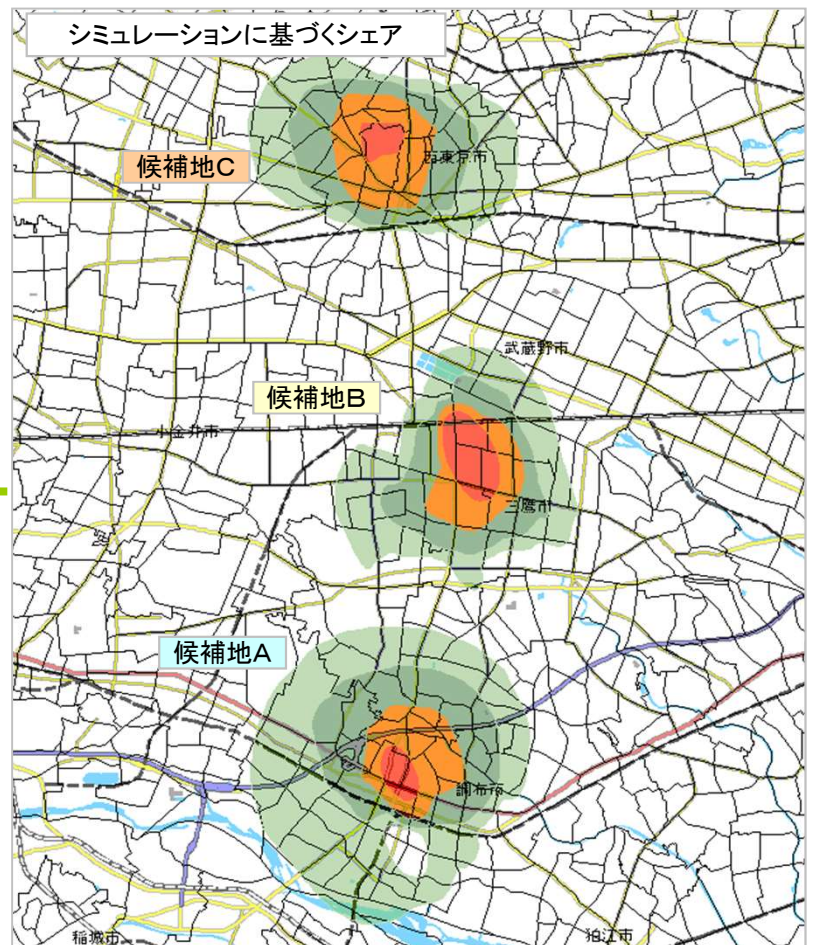 シミュレーションに基づくシェア
西東京市
候補地C
武蔵野市
候補地B
小金井市
三鷹市
候補地A
調布市
稲城市
狛江市